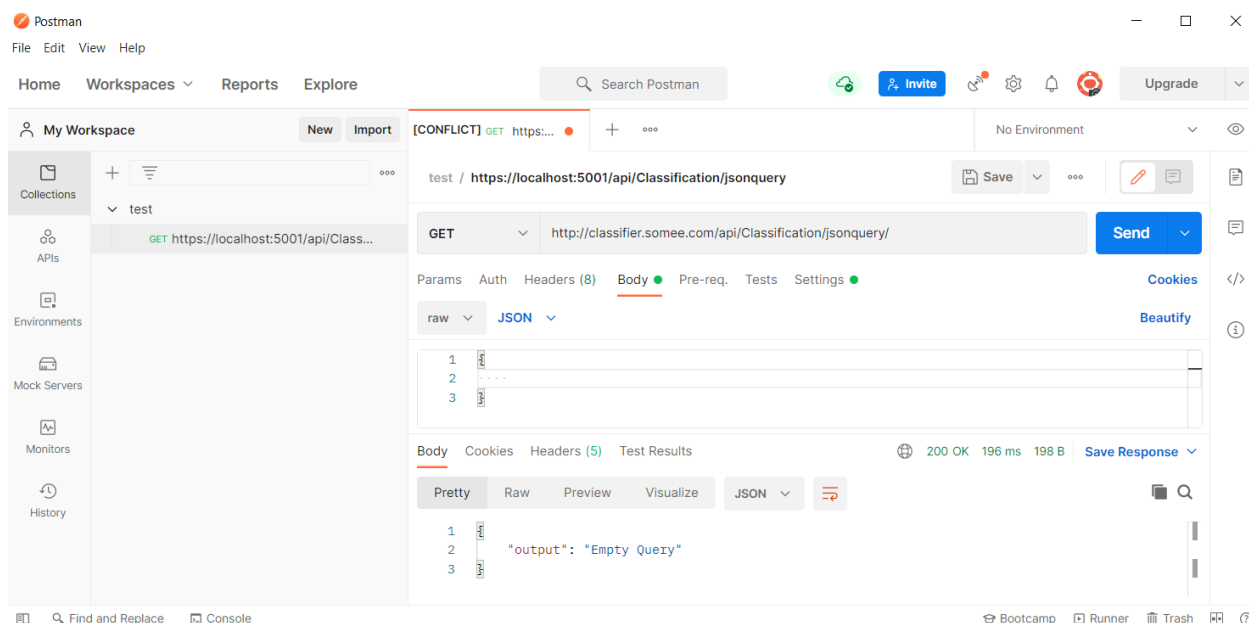 Postman
File Edit View Help
Home Workspaces Reports Explore Search Postman Invite Upgrade
My Workspace New Import [CONFLICT] GET https:... No Environment
Collections
test / https://localhost:5001/api/Classification/jsonquery Save
test
GET https://localhost:5001/api/Class...
GET http://classifier.somee.com/api/Classification/jsonquery/ Send
APIs
Params Auth Headers (8) Body Pre-req. Tests Settings Cookies
Environments
raw JSON Beautify
1 {
2 ....
3 }
Mock Servers
Monitors
Body Cookies Headers (5) Test Results 200 OK 196 ms 198 B Save Response
History
Pretty Raw Preview Visualize JSON
1 {
2 "output": "Empty Query"
3 }
Find and Replace Console Bootcamp Runner Trash